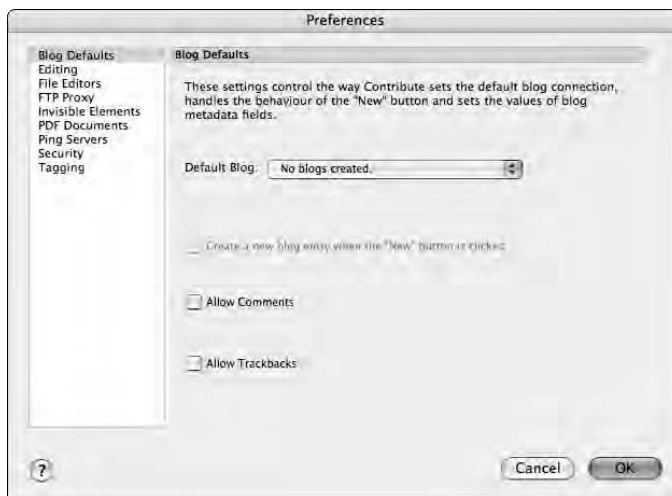 Preferences
Blog Defaults
Editing
File Editors
FTP Proxy
Invisible Elements
PDF Documents
Ping Servers
Security
Tagging
Blog Defaults
These settings control the way Contribute sets the default blog connection,
handles the behaviour of the "New" button and sets the values of blog
metadata fields.
Default Blog: No blogs created.
Create a new blog entry when the "New" button is clicked
Allow Comments
Allow Trackbacks
?
Cancel
OK